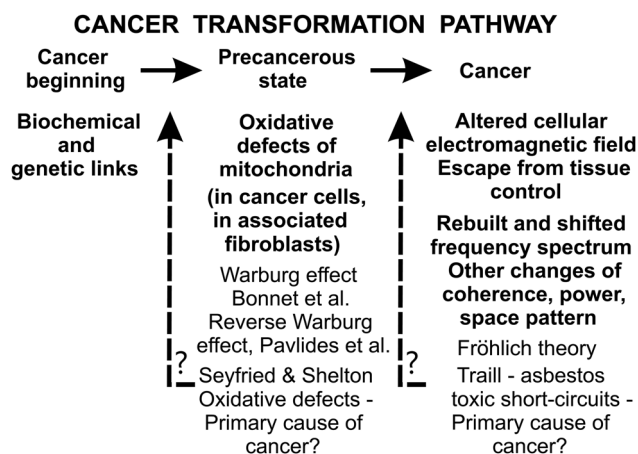 CANCER TRANSFORMATION PATHWAY
Cancer
beginning
Precancerous
state
Cancer
Biochemical
and
genetic links
Oxidative
defects of
mitochondria
(in cancer cells,
in associated
fibroblasts)
Warburg effect
Bonnet et al.
Reverse Warburg
effect, Pavlides et al.
?
Seyfried & Shelton
Oxidative defects -
Primary cause of
cancer?
Altered cellular
electromagnetic field
Escape from tissue
control
Rebuilt and shifted
frequency spectrum
Other changes of
coherence, power,
space pattern
Fröhlich theory
?
Traill - asbestos
toxic short-circuits -
Primary cause of
cancer?